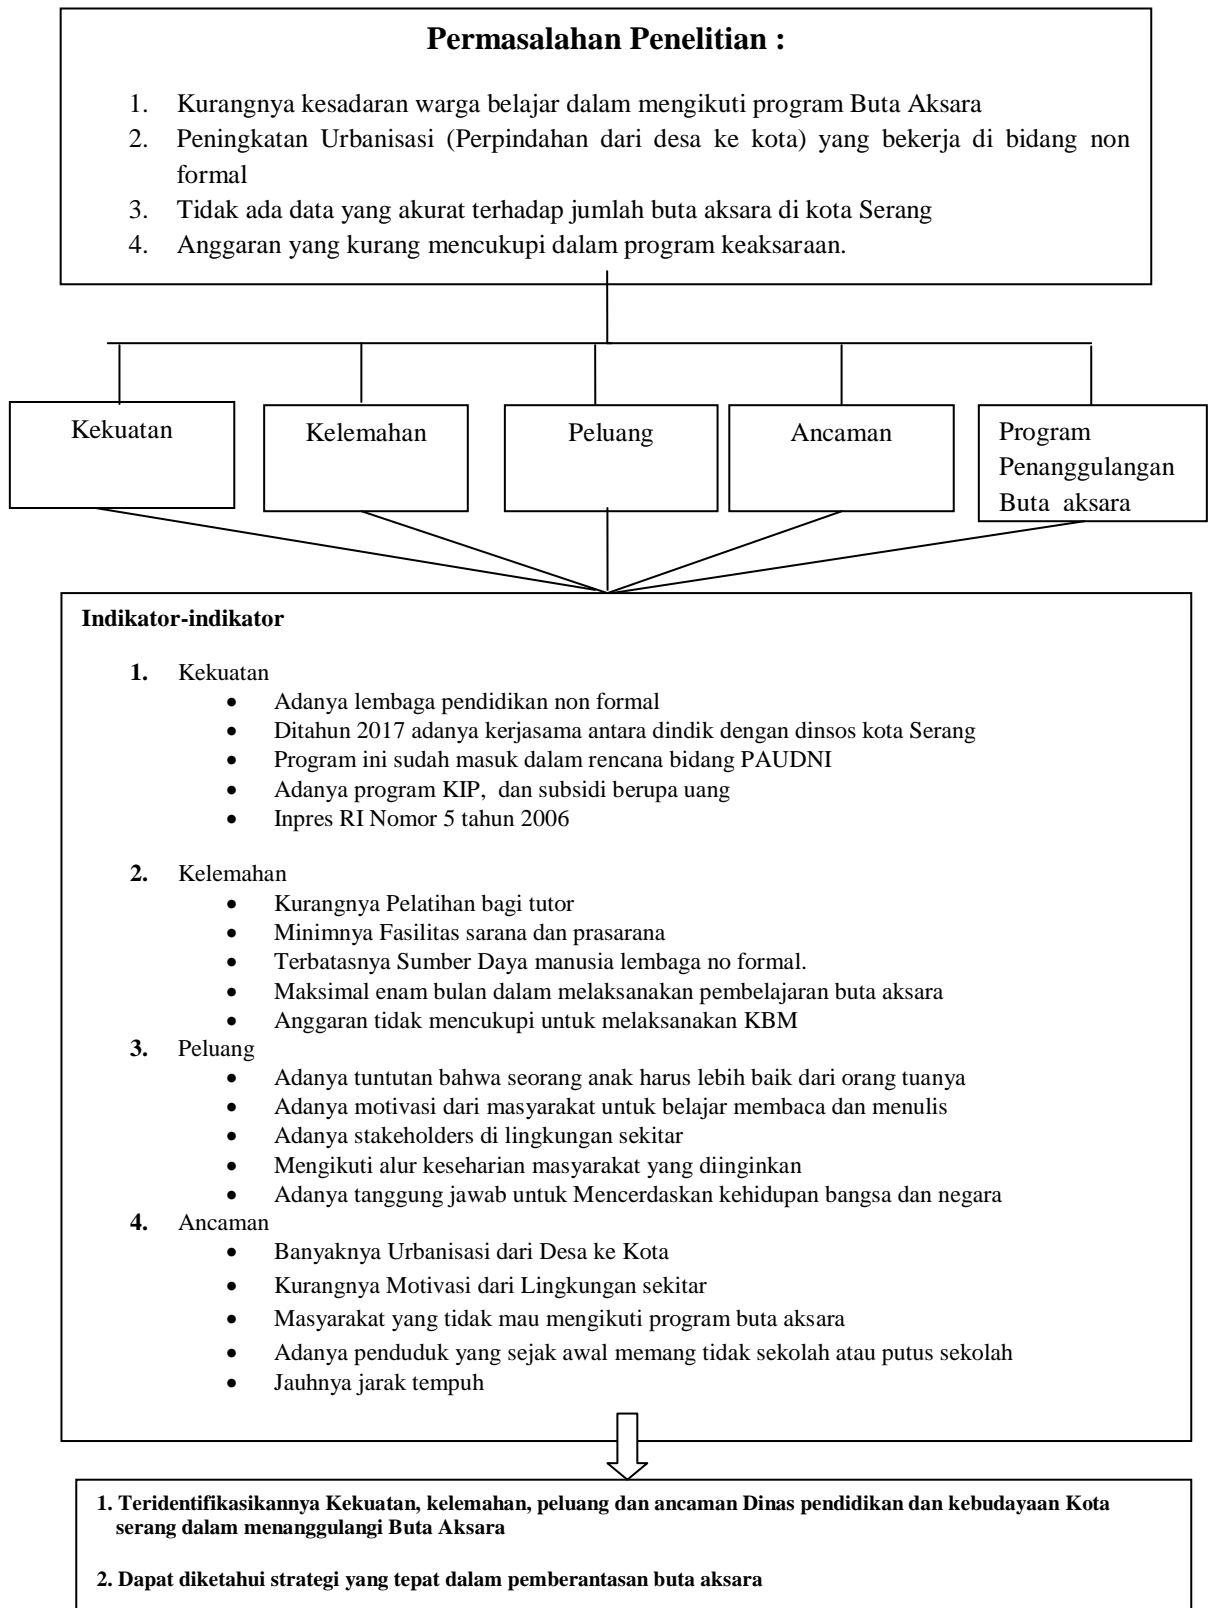 Permasalahan Penelitian :
1. Kurangnya kesadaran warga belajar dalam mengikuti program Buta Aksara
2. Peningkatan Urbanisasi (Perpindahan dari desa ke kota) yang bekerja di bidang non
formal
3. Tidak ada data yang akurat terhadap jumlah buta aksara di kota Serang
4. Anggaran yang kurang mencukupi dalam program keaksaraan.
Kekuatan
Kelemahan
Peluang
Ancaman
Program
Penanggulangan
Buta aksara
Indikator-indikator
1. Kekuatan
• Adanya lembaga pendidikan non formal
• Ditahun 2017 adanya kerjasama antara dindik dengan dinsos kota Serang
• Program ini sudah masuk dalam rencana bidang PAUDNI
• Adanya program KIP, dan subsidi berupa uang
• Inpres RI Nomor 5 tahun 2006
2. Kelemahan
• Kurangnya Pelatihan bagi tutor
• Minimnya Fasilitas sarana dan prasarana
• Terbatasnya Sumber Daya manusia lembaga no formal.
• Maksimal enam bulan dalam melaksanakan pembelajaran buta aksara
• Anggaran tidak mencukupi untuk melaksanakan KBM
3. Peluang
• Adanya tuntutan bahwa seorang anak harus lebih baik dari orang tuanya
• Adanya motivasi dari masyarakat untuk belajar membaca dan menulis
• Adanya stakeholders di lingkungan sekitar
• Mengikuti alur keseharian masyarakat yang diinginkan
• Adanya tanggung jawab untuk Mencerdaskan kehidupan bangsa dan negara
4. Ancaman
• Banyaknya Urbanisasi dari Desa ke Kota
• Kurangnya Motivasi dari Lingkungan sekitar
• Masyarakat yang tidak mau mengikuti program buta aksara
• Adanya penduduk yang sejak awal memang tidak sekolah atau putus sekolah
• Jauhnya jarak tempuh
1. Teridentifikasikannya Kekuatan, kelemahan, peluang dan ancaman Dinas pendidikan dan kebudayaan Kota
serang dalam menanggulangi Buta Aksara
2. Dapat diketahui strategi yang tepat dalam pemberantasan buta aksara